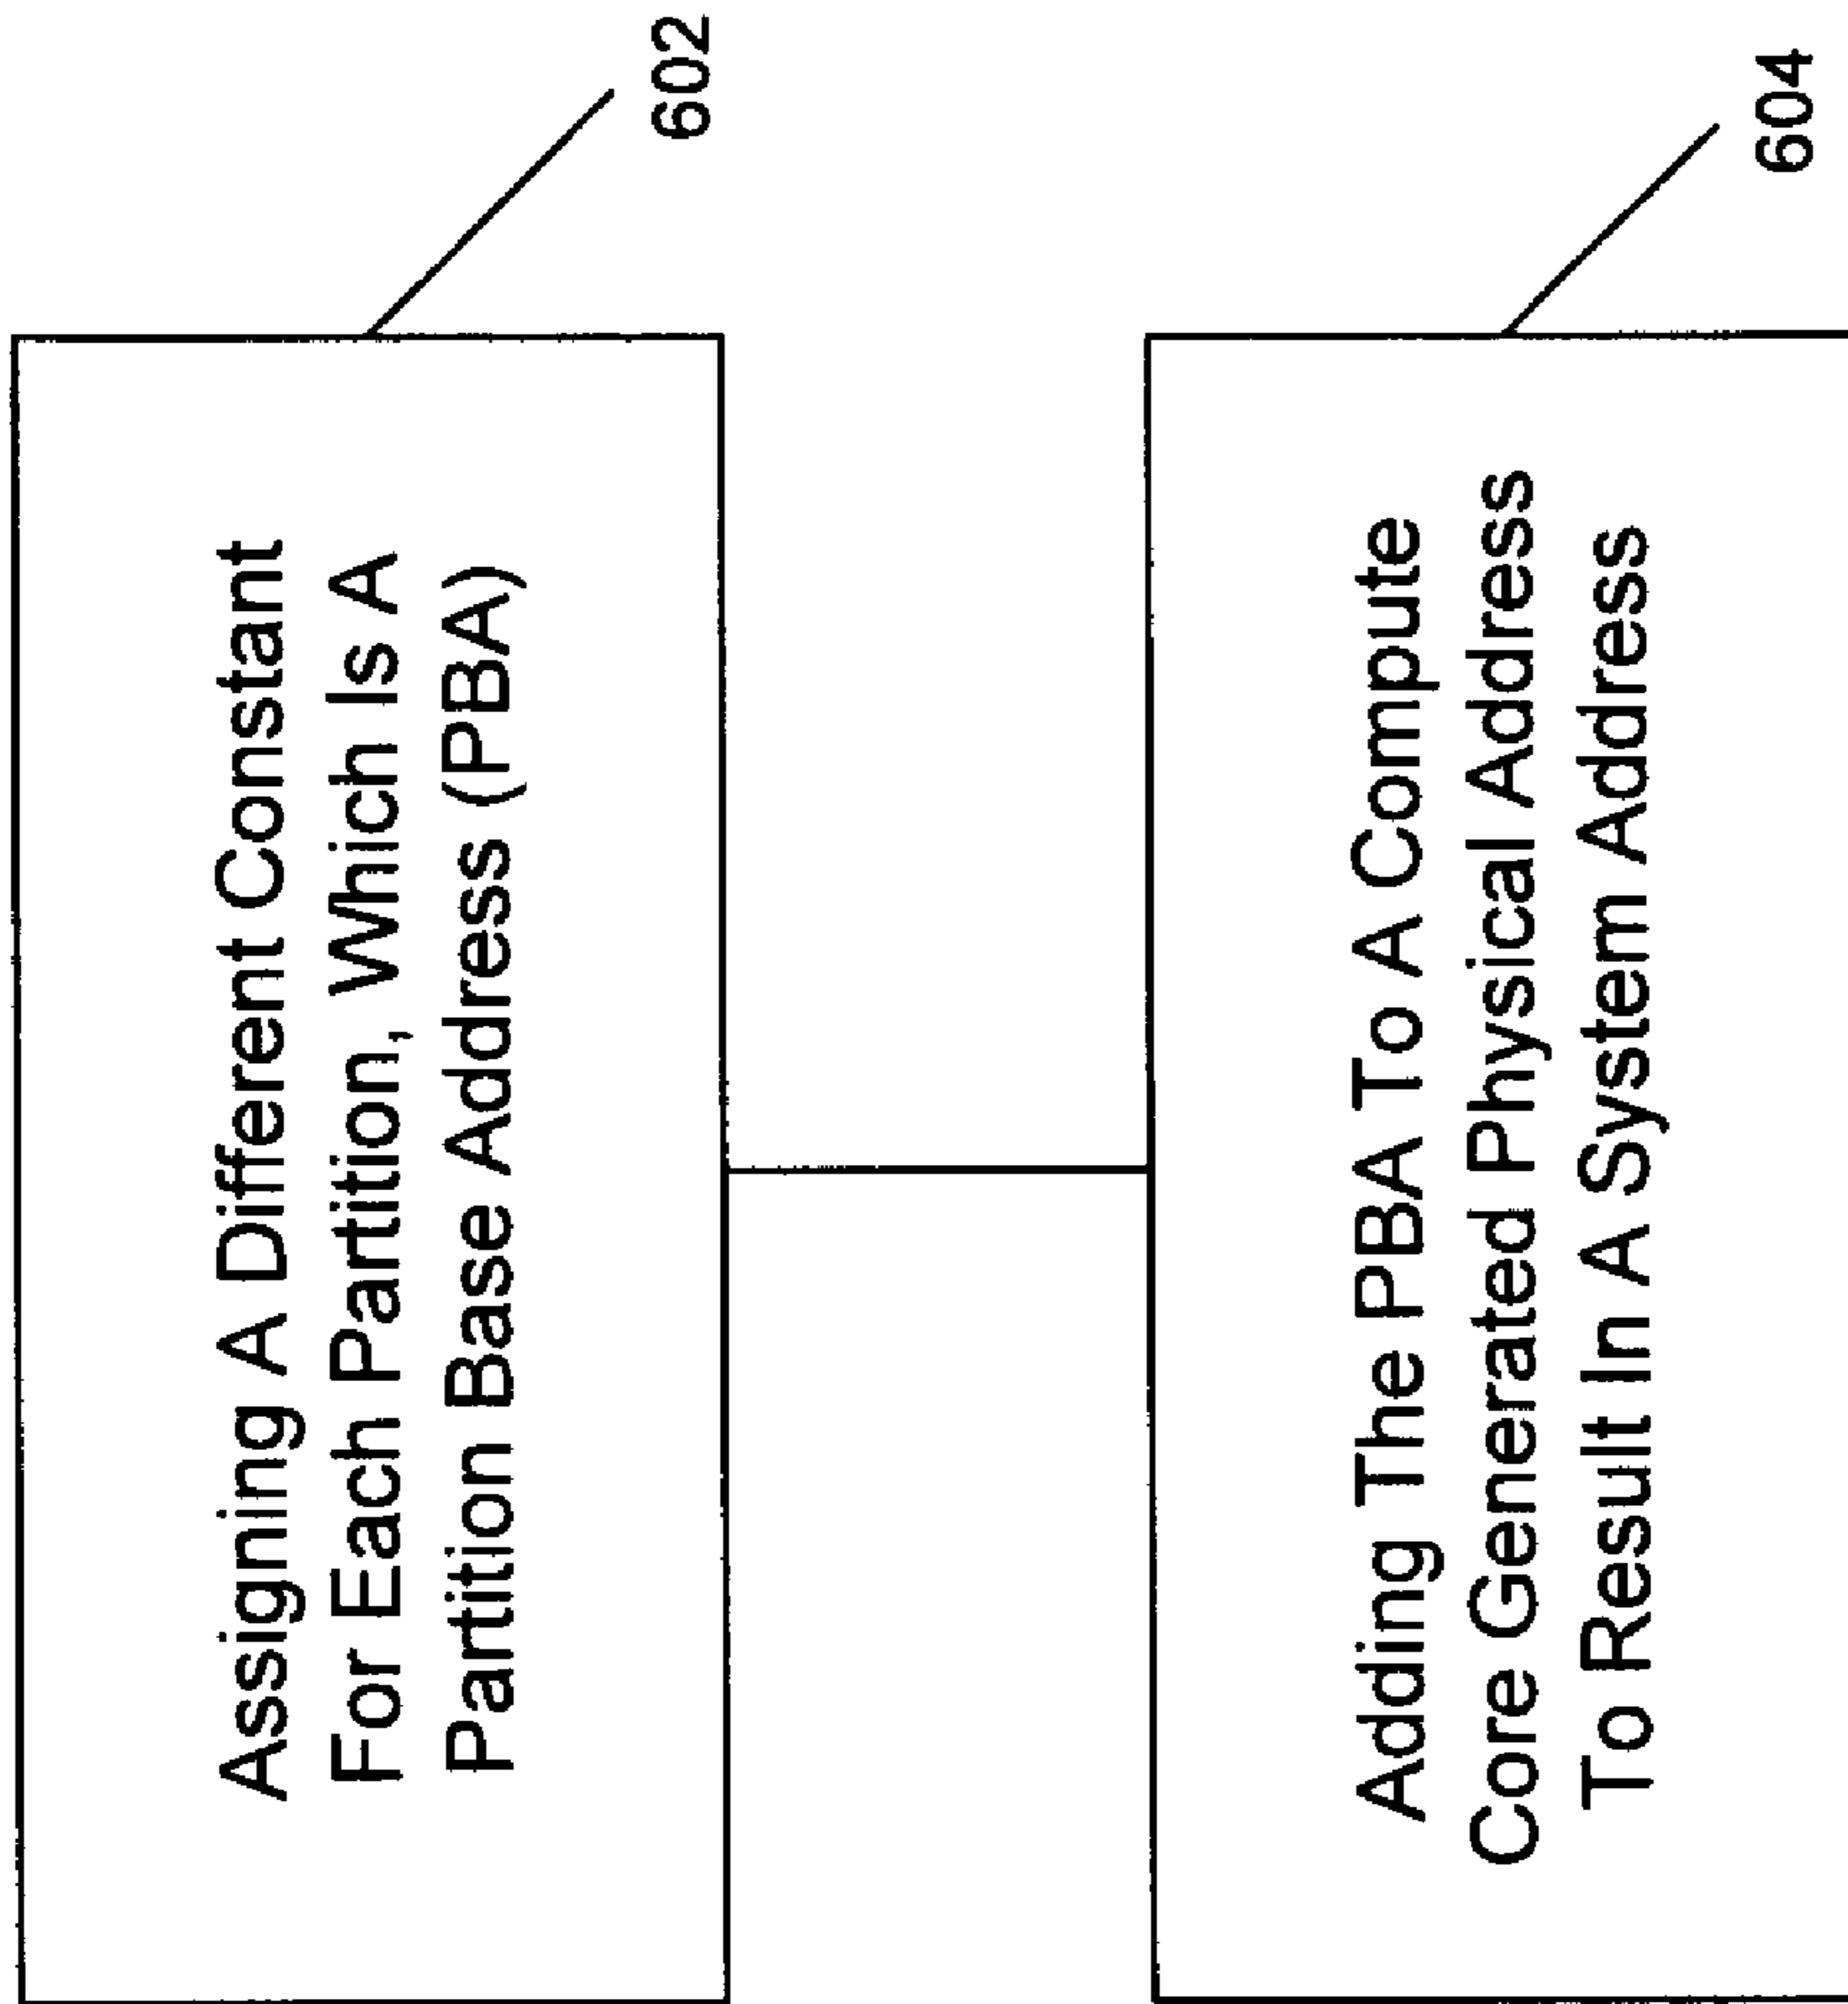 Assigning A Different Constant
For Each Partition, Which Is A
Partition Base Address (PBA)
602
Adding The PBA To A Compute
Core Generated Physical Address
To Result In A System Address
604